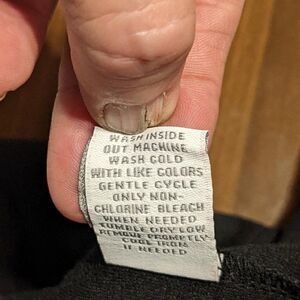 WASH INSIDE
OUT MACHINE
WASH COLD
WITH LIKE COLORS
GENTLE CYCLE
ONLY NON-
CHLORINE BLEACH
WHEN NEEDED
TUMBLE DRY LOW
REMOVE PROMPTLY
COOL IRON
IF NEEDED